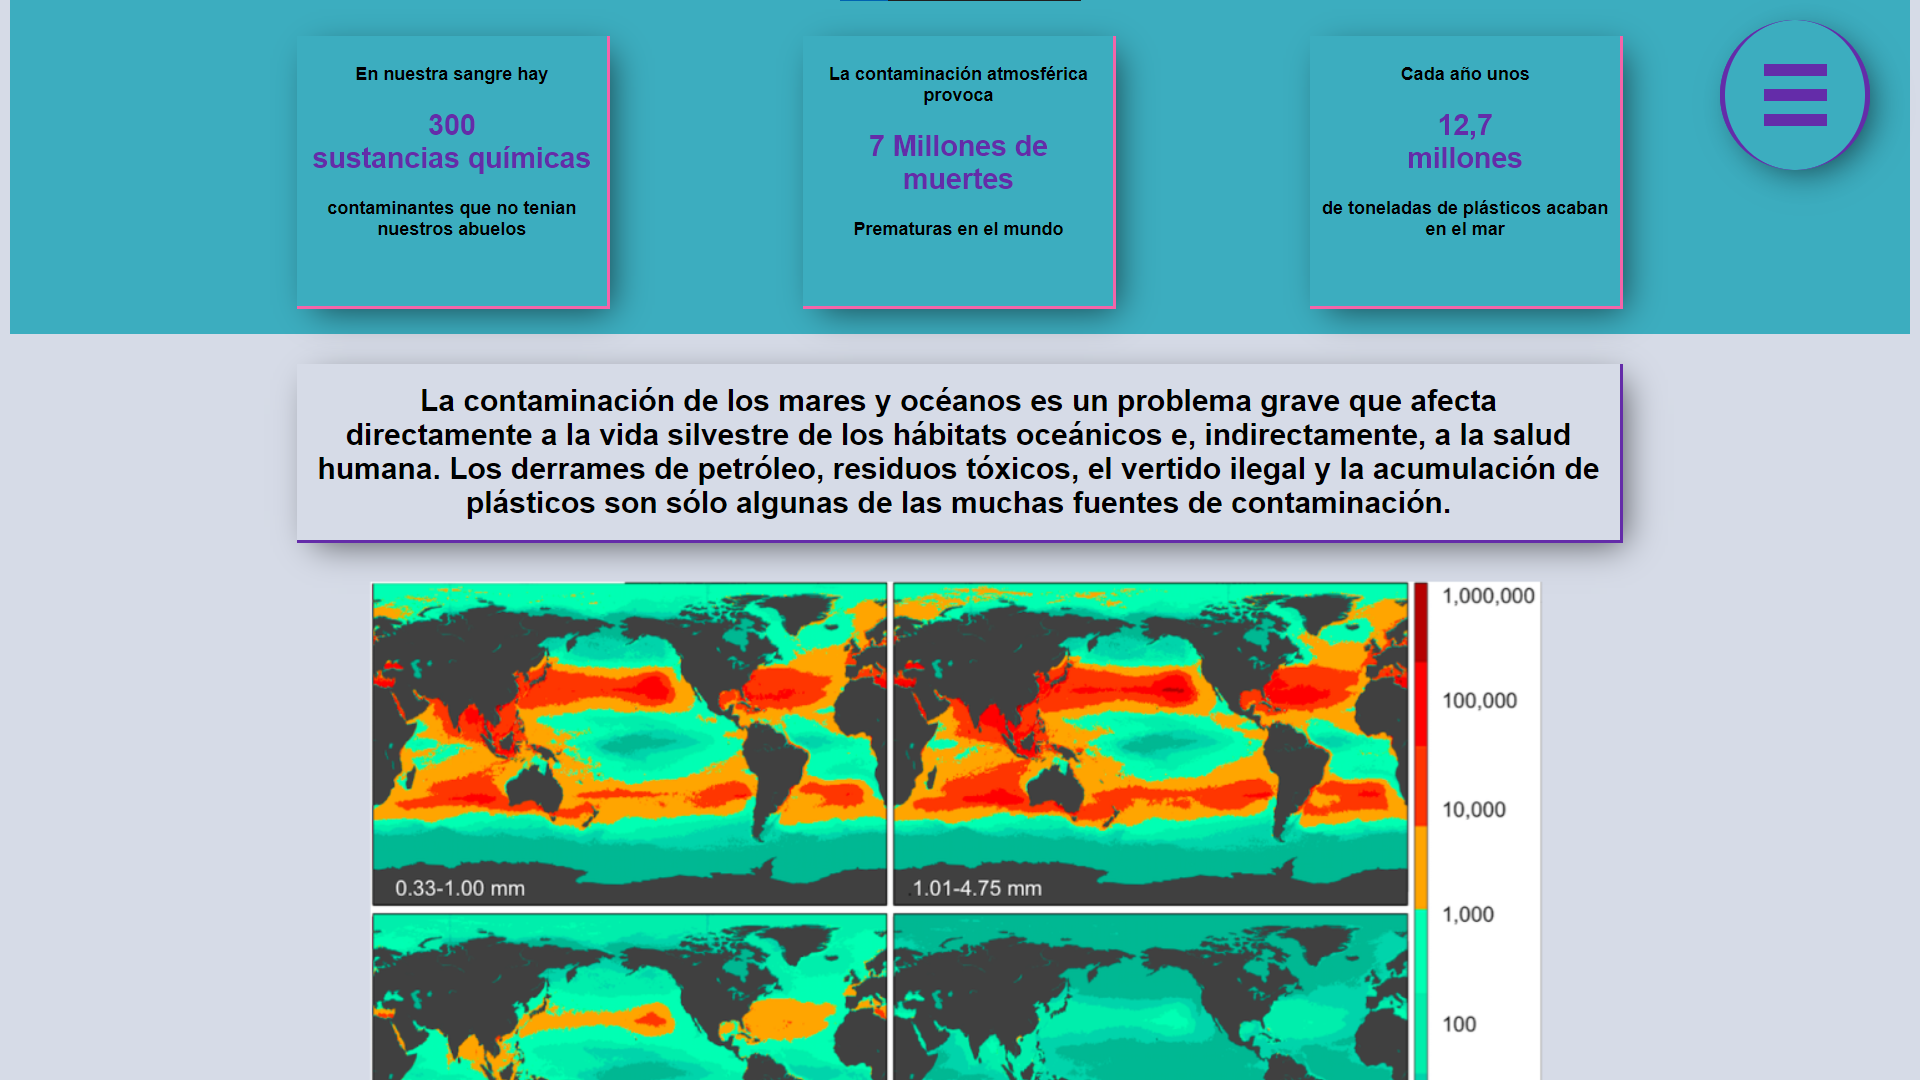 En nuestra sangre hay
300
sustancias químicas
contaminantes que no tenian
nuestros abuelos
La contaminación atmosférica
provoca
7 Millones de
muertes
Prematuras en el mundo
Cada año unos
12,7
millones
de toneladas de plásticos acaban
en el mar
La contaminación de los mares y océanos es un problema grave que afecta
directamente a la vida silvestre de los hábitats oceánicos e, indirectamente, a la salud
humana. Los derrames de petróleo, residuos tóxicos, el vertido ilegal y la acumulación de
plásticos son sólo algunas de las muchas fuentes de contaminación.
0.33-1.00 mm
1.01-4.75 mm
1,000,000
100,000
10,000
1,000
100